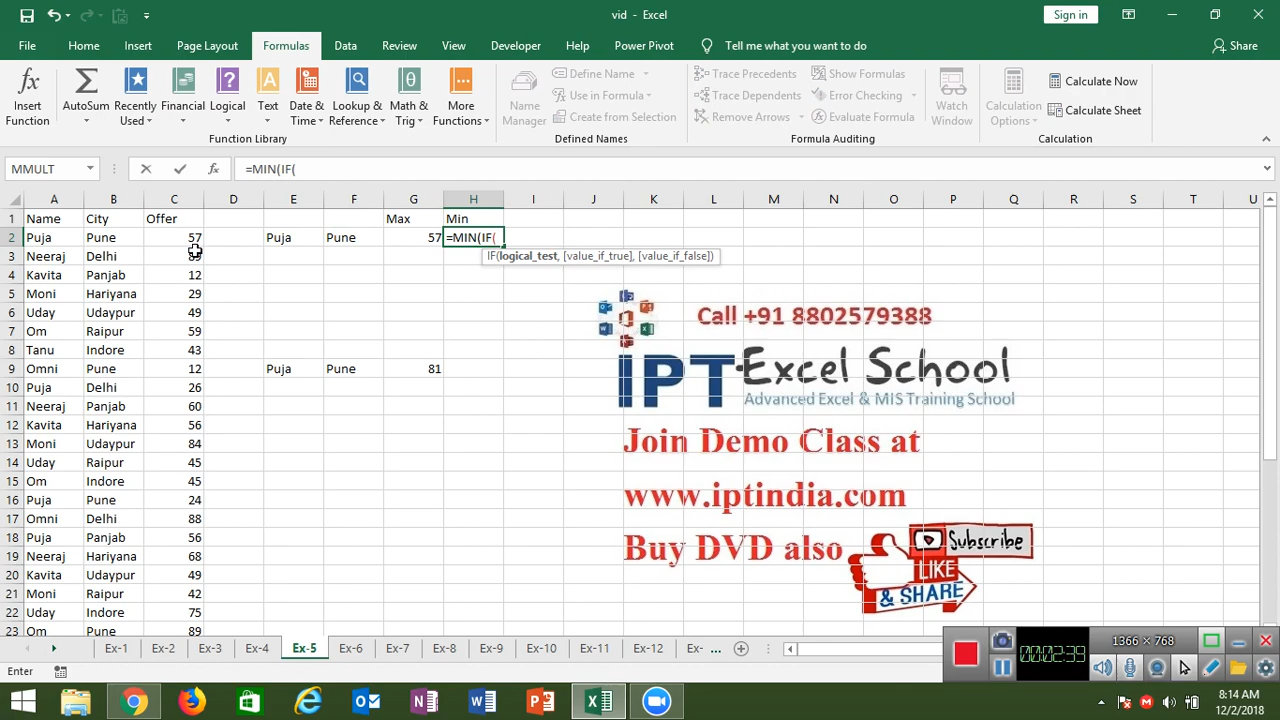 vid - Excel
Sign in
File Home Insert Page Layout Formulas Data Review View Developer Help Power Pivot Tell me what you want to do Share
Insert Function
AutoSum
Recently Used
Financial
Logical
Text
Date & Time
Lookup & Reference
Math & Trig
More Functions
Function Library
Name Manager
Define Name
Use in Formula
Create from Selection
Defined Names
Trace Precedents
Trace Dependents
Remove Arrows
Show Formulas
Error Checking
Evaluate Formula
Formula Auditing
Watch Window
Calculation Options
Calculate Now
Calculate Sheet
Calculation
MMULT fx =MIN(IF(
A B C D E F G H I J K L M N O P Q R S T U
1 Name City Offer Max Min
2 Puja Pune 57 Puja Pune 57 =MIN(IF(
3 Neeraj Delhi
IF(logical_test, [value_if_true], [value_if_false])
4 Kavita Panjab 12
5 Moni Hariyana 29
6 Uday Udaypur 49
7 Om Raipur 59
8 Tanu Indore 43
9 Omni Pune 12 Puja Pune 81
10 Puja Delhi 26
11 Neeraj Panjab 60
12 Kavita Hariyana 56
13 Moni Udaypur 84
14 Uday Raipur 45
15 Om Indore 45
16 Puja Pune 24
17 Omni Delhi 88
18 Puja Panjab 56
19 Neeraj Hariyana 68
20 Kavita Udaypur 49
21 Moni Raipur 42
22 Uday Indore 75
23 Om Pune 89
Call +91 8802579388
IPT Excel School
Advanced Excel & MIS Training School
Join Demo Class at
www.iptindia.com
Buy DVD also
Subscribe
LIKE
& SHARE
Ex-1 Ex-2 Ex-3 Ex-4 Ex-5 Ex-6 Ex-7 Ex-8 Ex-9 Ex-10 Ex-11 Ex-12 Ex- ...
Enter
00:02:39
1366 × 768
8:14 AM
12/2/2018